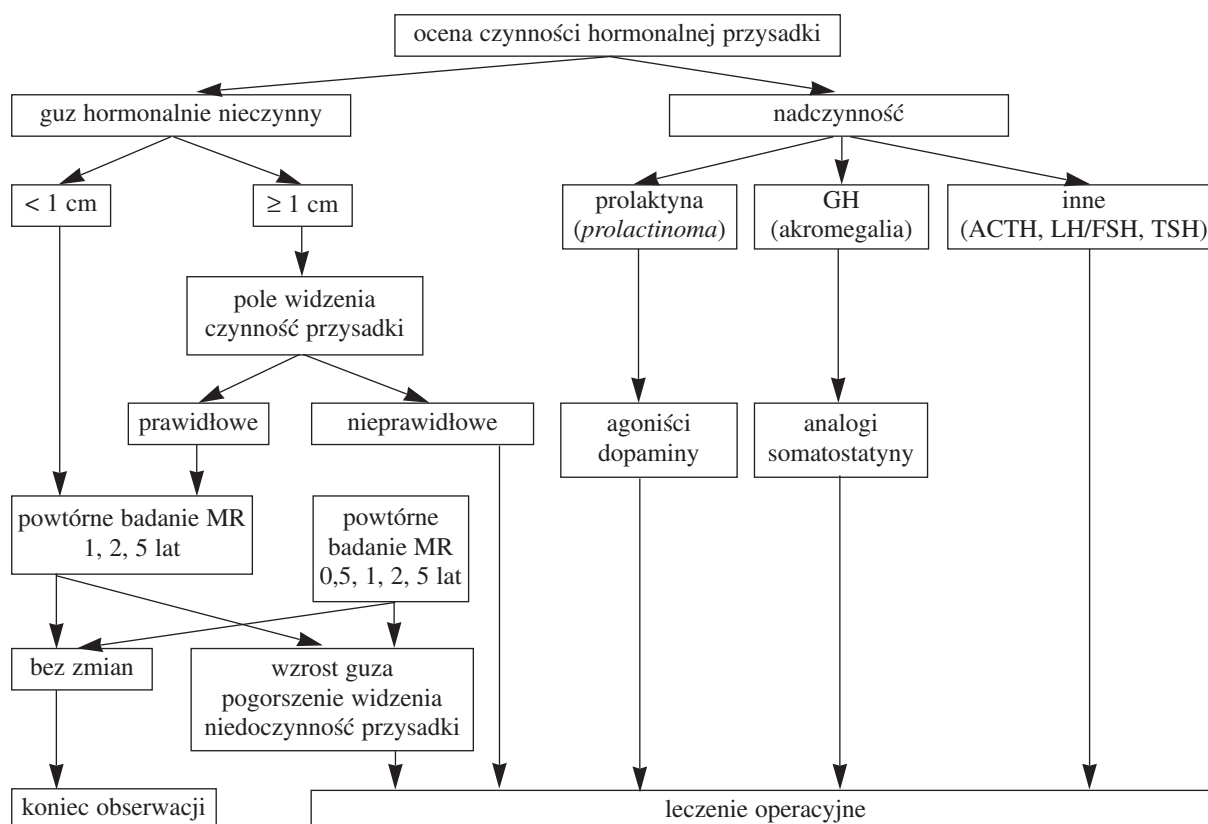 ocena czynności hormonalnej przysadki
guz hormonalnie nieczynny
nadczynność
< 1 cm
≥ 1 cm
prolaktyna
(prolactinoma)
GH
(akromegalia)
inne
(ACTH, LH/FSH, TSH)
pole widzenia
czynność przysadki
prawidłowe
nieprawidłowe
agoniści
dopaminy
analogi
somatostatyny
powtórne badanie MR
1, 2, 5 lat
powtórne
badanie MR
0,5, 1, 2, 5 lat
bez zmian
wzrost guza
pogorszenie widzenia
niedoczynność przysadki
koniec obserwacji
leczenie operacyjne